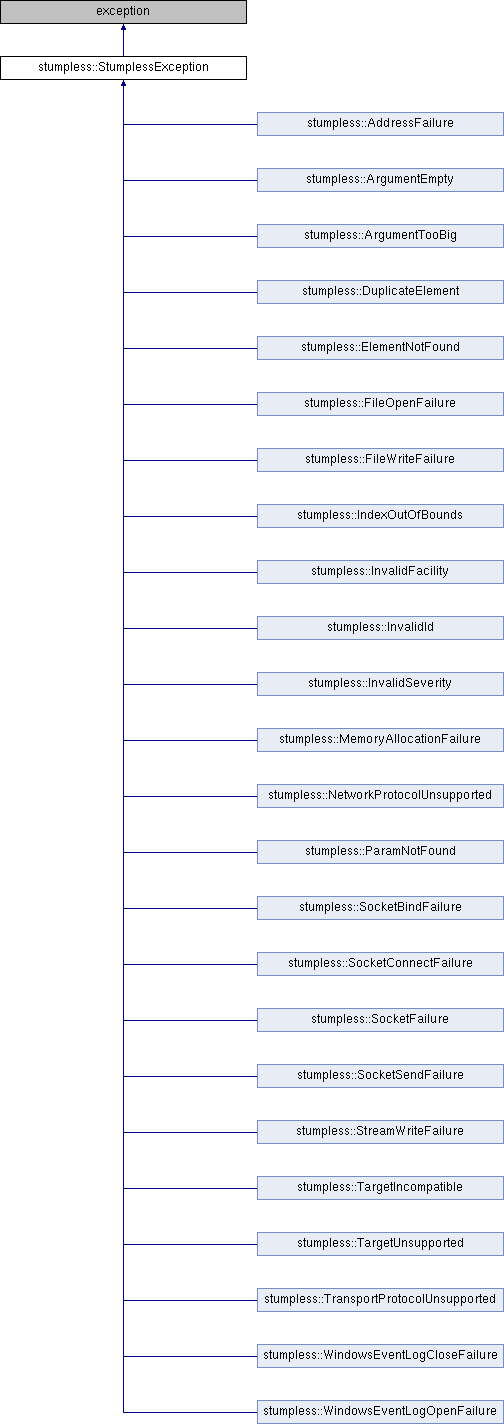 exception
stumpless::StumplessException
stumpless::AddressFailure
stumpless::ArgumentEmpty
stumpless::ArgumentTooBig
stumpless::DuplicateElement
stumpless::ElementNotFound
stumpless::FileOpenFailure
stumpless::FileWriteFailure
stumpless::IndexOutOfBounds
stumpless::InvalidFacility
stumpless::InvalidId
stumpless::InvalidSeverity
stumpless::MemoryAllocationFailure
stumpless::NetworkProtocolUnsupported
stumpless::ParamNotFound
stumpless::SocketBindFailure
stumpless::SocketConnectFailure
stumpless::SocketFailure
stumpless::SocketSendFailure
stumpless::StreamWriteFailure
stumpless::TargetIncompatible
stumpless::TargetUnsupported
stumpless::TransportProtocolUnsupported
stumpless::WindowsEventLogCloseFailure
stumpless::WindowsEventLogOpenFailure